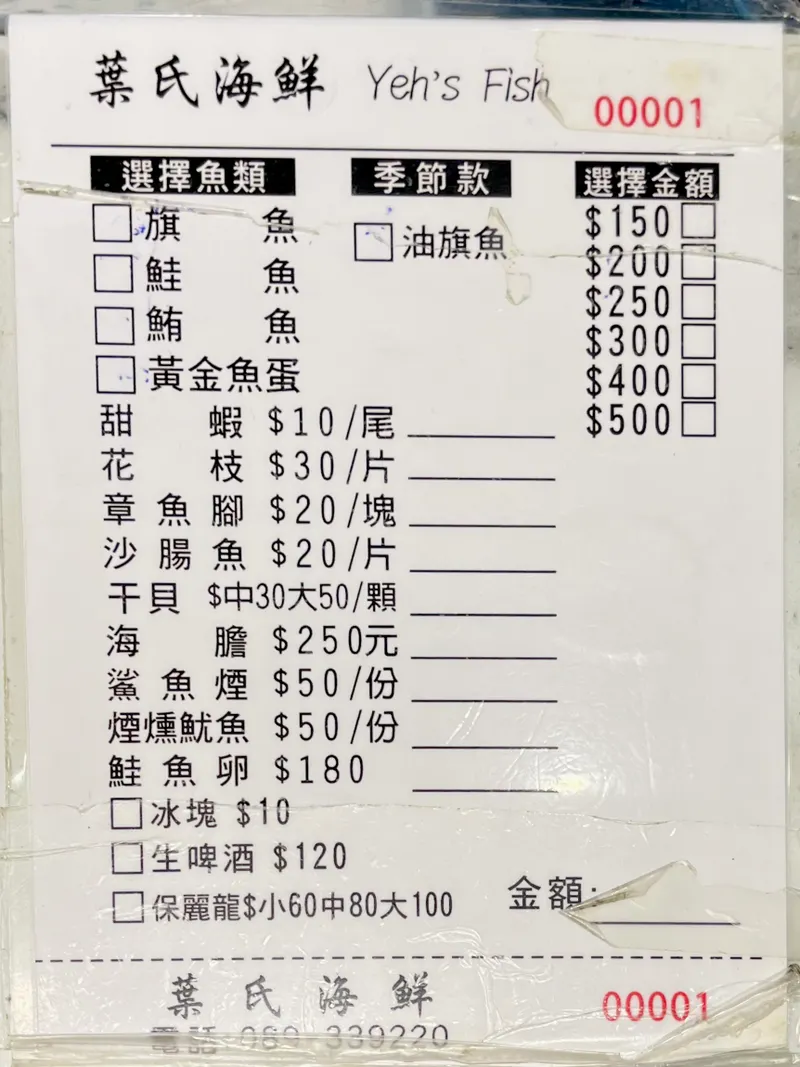 葉氏海鮮 Yeh's Fish 00001
選擇魚類 季節款 選擇金額
旗 魚 油旗魚 $150
鮭 魚 $200
鮪 魚 $250
黃金魚蛋 $300
$400
$500
甜 蝦 $10/尾
花 枝 $30/片
章魚腳 $20/塊
沙腸魚 $20/片
干貝 $中30大50/顆
海 膽 $250元
鯊魚煙 $50/份
煙燻魷魚 $50/份
鮭魚卵 $180
冰塊 $10
生啤酒 $120
保麗龍$小60中80大100 金額:
葉氏海鮮 00001
電話 089-339220